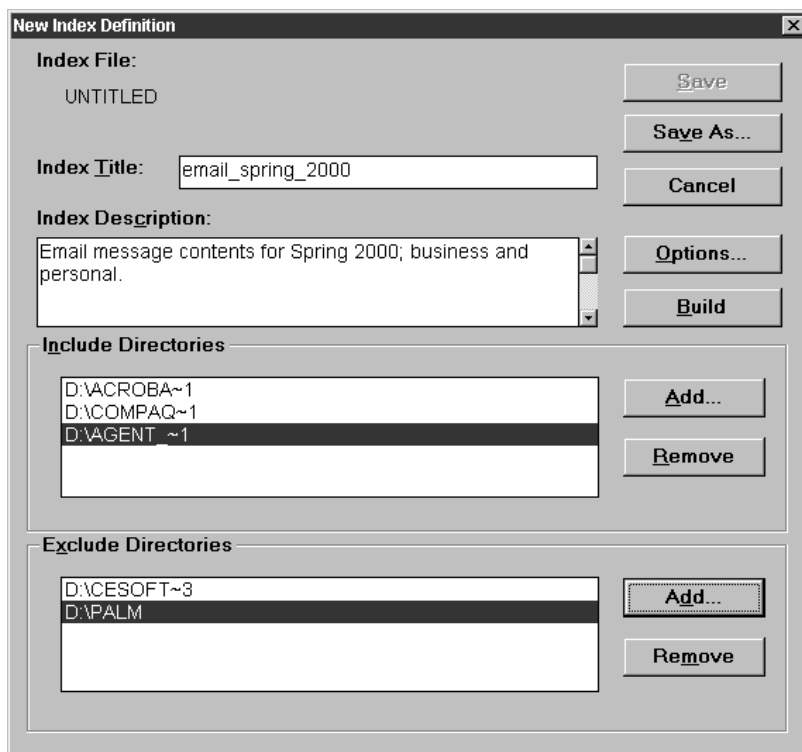 New Index Definition
Index File:
UNTITLED
Save
Save As...
Index Title:
email_spring_2000
Cancel
Index Description:
Email message contents for Spring 2000; business and
personal.
Options...
Build
Include Directories
D:\ACROBA~1
D:\COMPAQ~1
D:\AGENT_~1
Add...
Remove
Exclude Directories
D:\CESOFT~3
D:\PALM
Add...
Remove